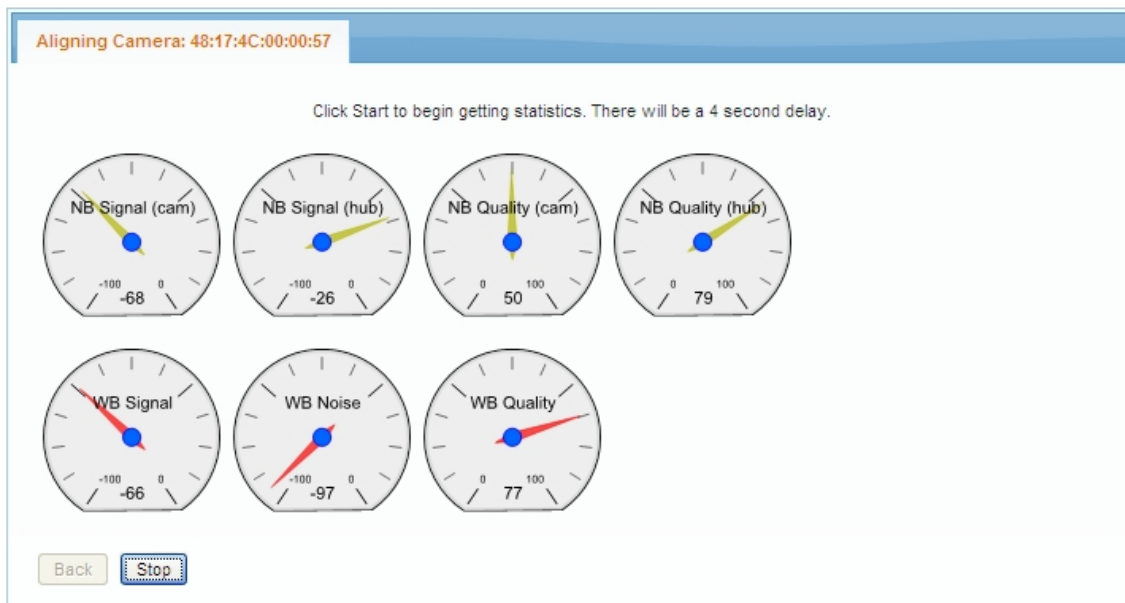 Aligning Camera: 48:17:4C:00:00:57
Click Start to begin getting statistics. There will be a 4 second delay.
NB Signal (cam)
-100 0
-68
NB Signal (hub)
-100 0
-26
NB Quality (cam)
0 100
50
NB Quality (hub)
0 100
79
WB Signal
-100 0
-66
WB Noise
-100 0
-97
WB Quality
0 100
77
Back
Stop